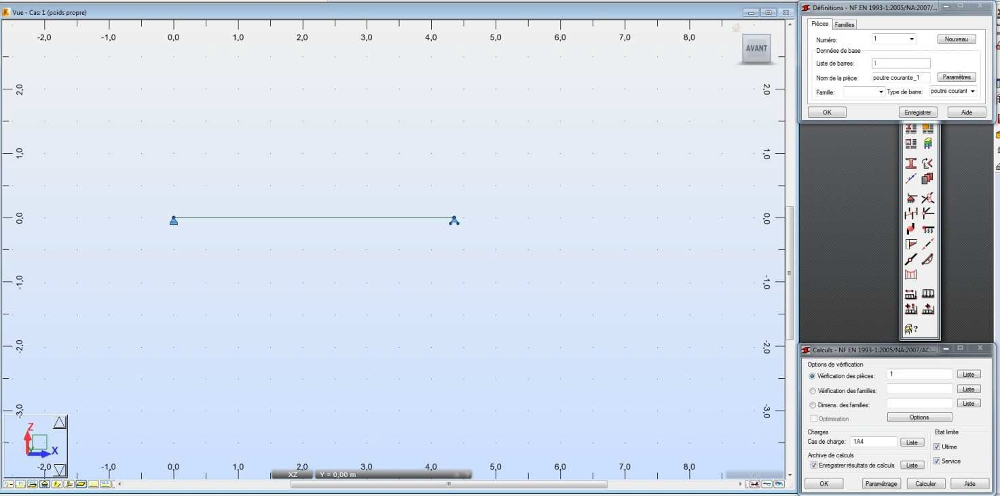 Vue - Cas: 1 (poids propre)
-2,0 -1,0 0,0 1,0 2,0 3,0 4,0 5,0 6,0 7,0 8,0
AVANT
2,0 2,0
1,0 1,0
0,0 0,0
-1,0 -1,0
-2,0 -2,0
-3,0 -3,0
Z
Y
X
-2,0 -1,0 0,0 1,0 2,0 3,0 4,0 5,0 6,0 7,0 8,0
XZ Y = 0,00 m
Définitions - NF EN 1993-1:2005/NA:2007/...
Pièces Familles
Numéro: 1 Nouveau
Données de base
Liste de barres: 1
Nom de la pièce: poutre courante_1 Paramètres
Famille: Type de barre: poutre courant
OK Enregistrer Aide
?
Calculs - NF EN 1993-1:2005/NA:2007/AC:...
Options de vérification
Vérification des pièces: 1 Liste
Vérification des familles: Liste
Dimens. des familles: Liste
Optimisation Options
Charges Etat limite
Cas de charge: 1A4 Liste
Ultime
Archive de calculs
Service
Enregistrer résultats de calculs Liste
OK Paramétrage Calculer Aide